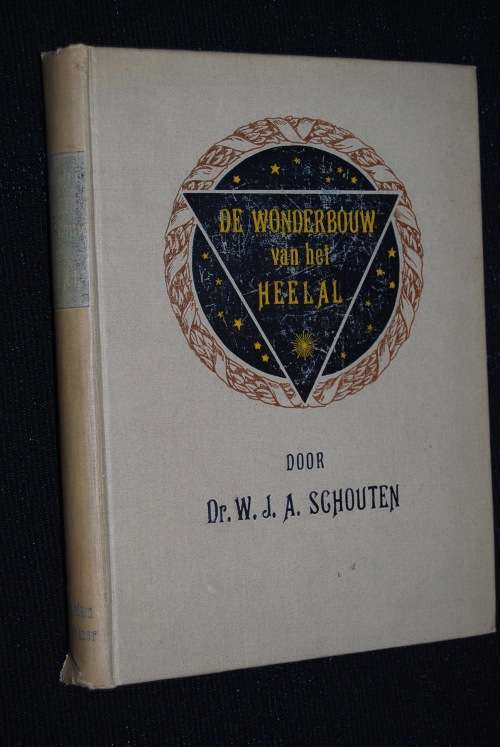 DE WONDERBOUW
van het
HEELAL
DOOR
Dr. W. J. A. SCHOUTEN